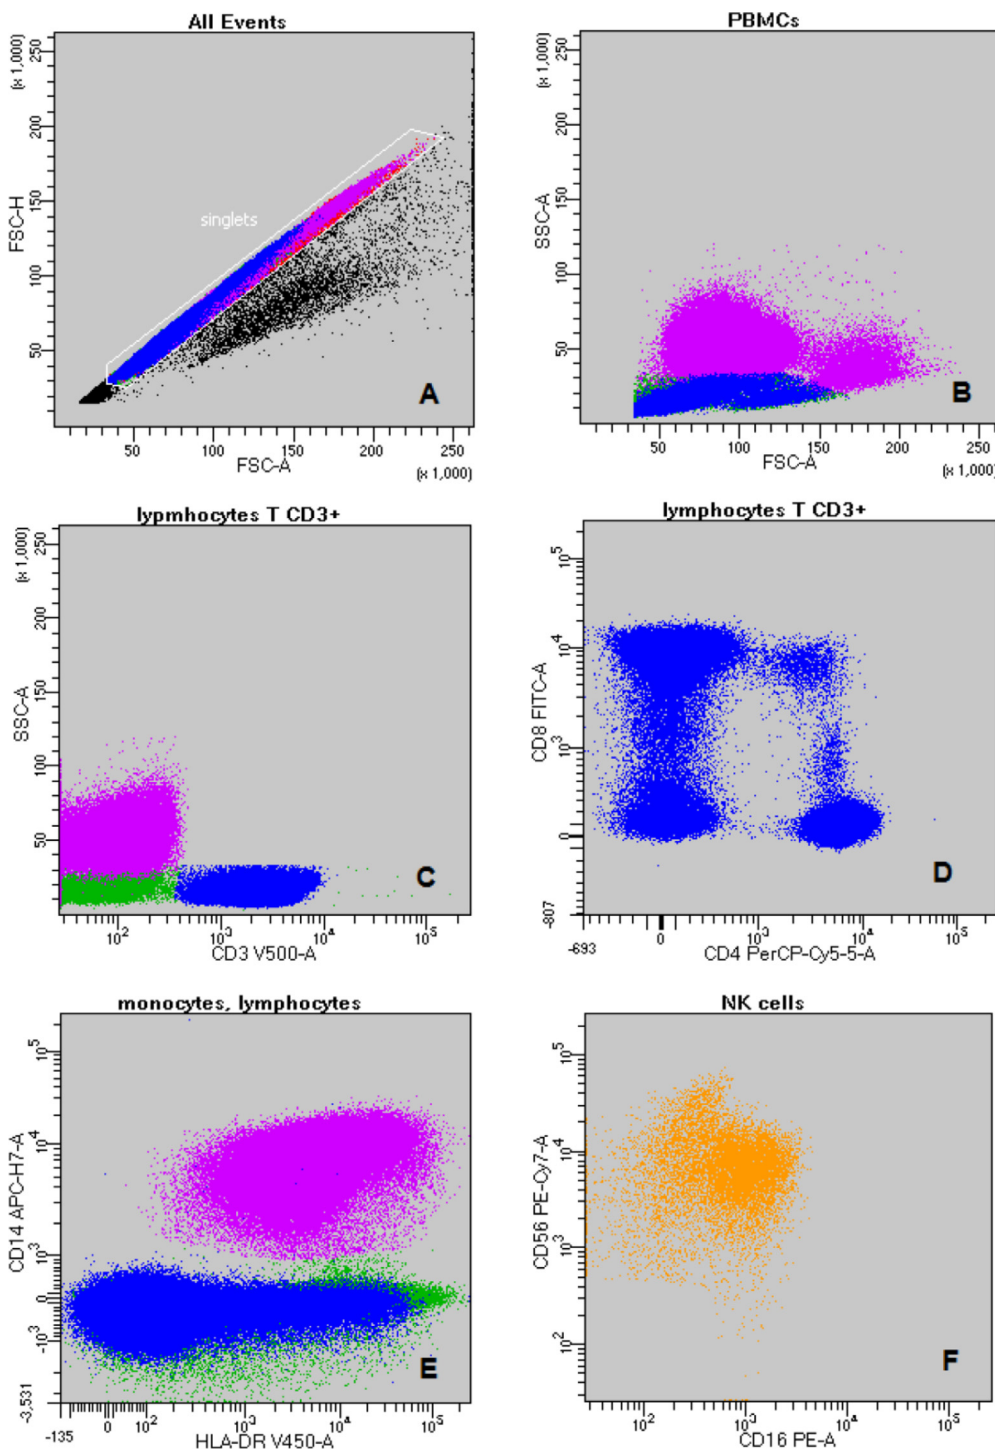 All Events
(x 1,000)
250
200
150
100
50
FSC-H
singlets
A
50 100 150 200 250
FSC-A
(x 1,000)
PBMCs
(x 1,000)
250
200
150
100
50
SSC-A
B
50 100 150 200 250
FSC-A
(x 1,000)
lypmhocytes T CD3+
(x 1,000)
250
200
150
100
50
SSC-A
C
10² 10³ 10⁴ 10⁵
CD3 V500-A
lymphocytes T CD3+
10⁵
10⁴
10³
0
-807
CD8 FITC-A
D
-693 0 10³ 10⁴ 10⁵
CD4 PerCP-Cy5-5-A
monocytes, lymphocytes
10⁵
10⁴
10³
0
-10³
-3,531
CD14 APC-H7-A
E
-135 0 10² 10³ 10⁴ 10⁵
HLA-DR V450-A
NK cells
10⁵
10⁴
10³
10²
CD56 PE-Cy7-A
F
10² 10³ 10⁴ 10⁵
CD16 PE-A